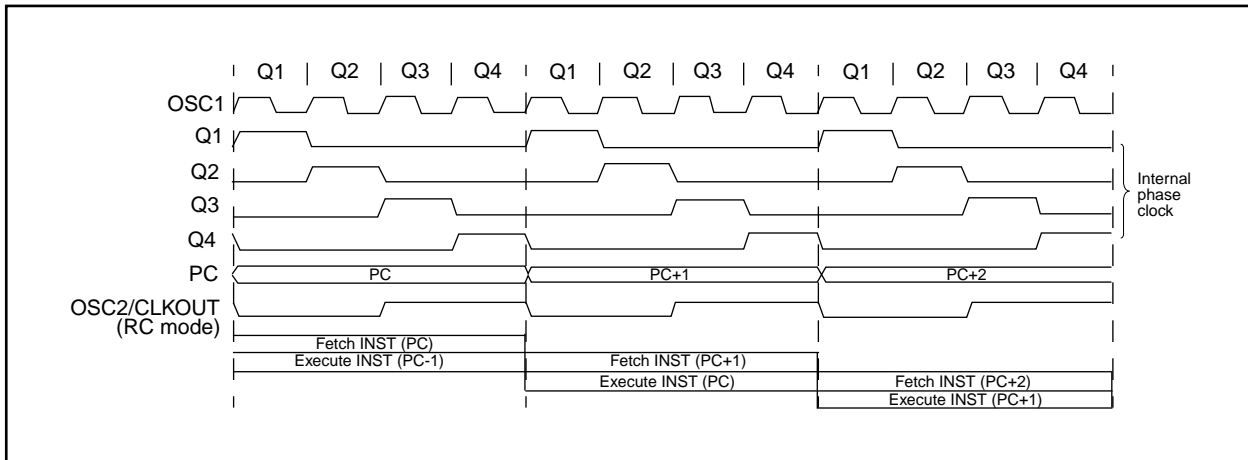 Q1 Q2 Q3 Q4 Q1 Q2 Q3 Q4 Q1 Q2 Q3 Q4
OSC1
Q1
Q2
Q3
Q4
Internal
phase
clock
PC PC PC+1 PC+2
OSC2/CLKOUT
(RC mode)
Fetch INST (PC)
Execute INST (PC-1) Fetch INST (PC+1)
Execute INST (PC) Fetch INST (PC+2)
Execute INST (PC+1)